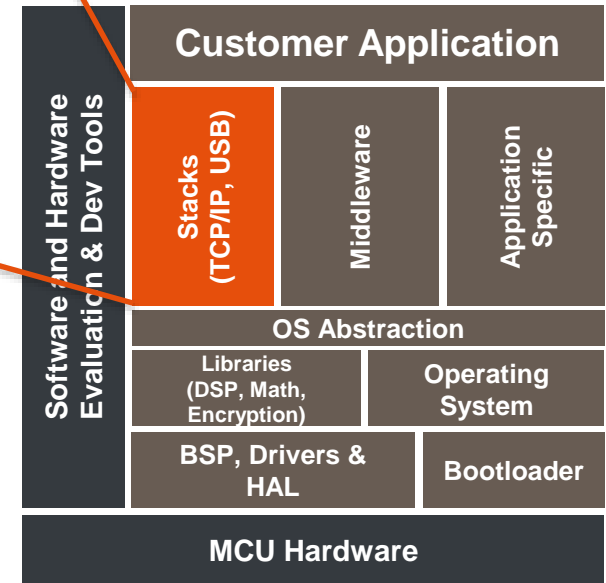 Customer Application
Software and Hardware
Evaluation & Dev Tools
Stacks
(TCP/IP, USB)
Middleware
Application
Specific
OS Abstraction
Libraries
(DSP, Math,
Encryption)
Operating
System
BSP, Drivers &
HAL
Bootloader
MCU Hardware